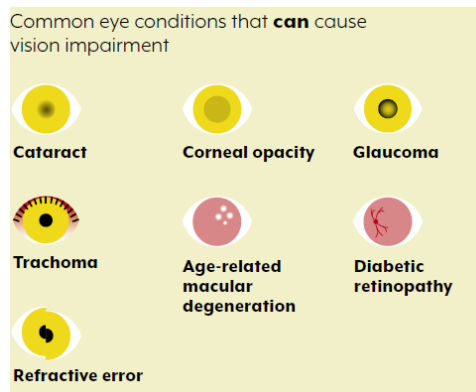 Common eye conditions that can cause
vision impairment
Cataract
Corneal opacity
Glaucoma
Trachoma
Age-related
macular
degeneration
Diabetic
retinopathy
Refractive error